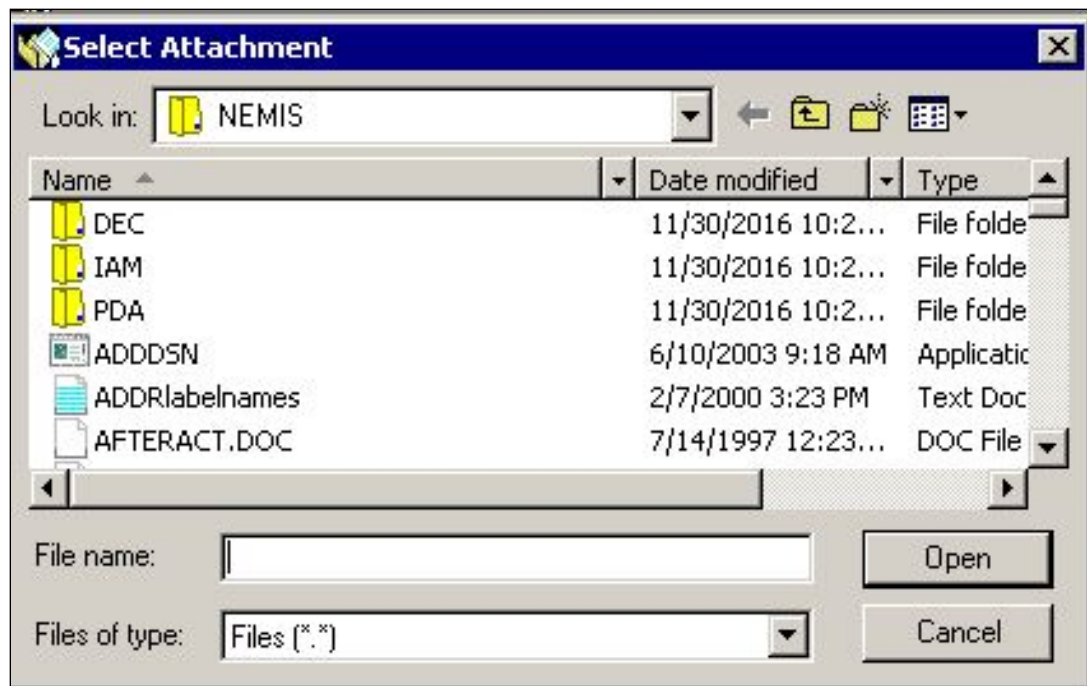 Select Attachment
Look in: NEMIS
Name Date modified Type
DEC 11/30/2016 10:2... File folde
IAM 11/30/2016 10:2... File folde
PDA 11/30/2016 10:2... File folde
ADDDSN 6/10/2003 9:18 AM Applicatic
ADDRlabelnames 2/7/2000 3:23 PM Text Doc
AFTERACT.DOC 7/14/1997 12:23... DOC File
File name: Open
Files of type: Files (*.*) Cancel